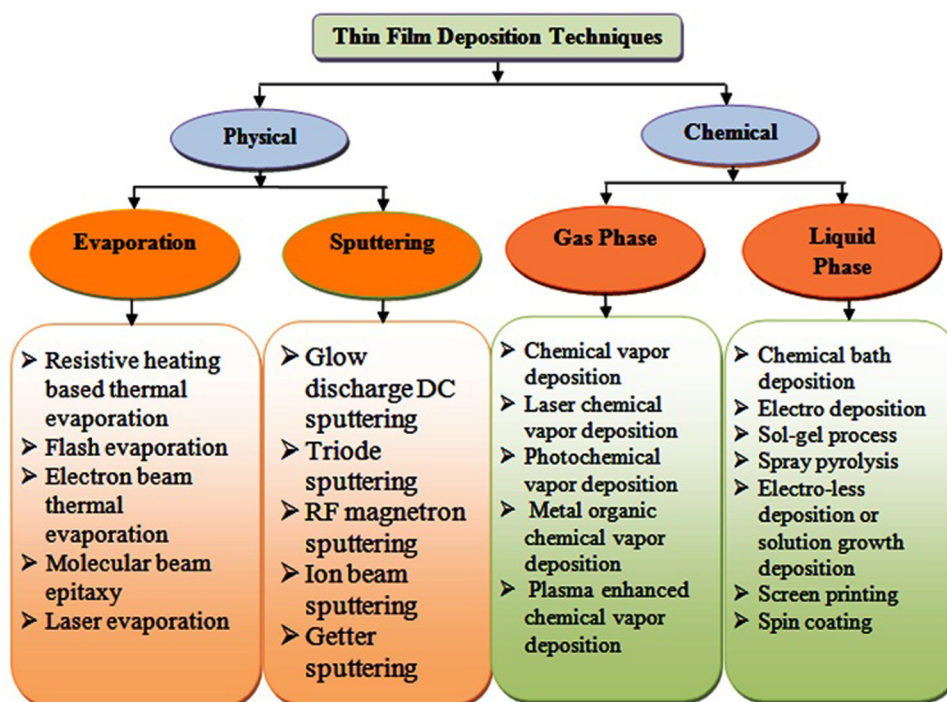 Thin Film Deposition Techniques
Physical
Chemical
Evaporation
Sputtering
Gas Phase
Liquid
Phase
➤ Resistive heating
based thermal
evaporation
➤ Flash evaporation
➤ Electron beam
thermal
evaporation
➤ Molecular beam
epitaxy
➤ Laser evaporation
➤ Glow
discharge DC
sputtering
➤ Triode
sputtering
➤ RF magnetron
sputtering
➤ Ion beam
sputtering
➤ Getter
sputtering
➤ Chemical vapor
deposition
➤ Laser chemical
vapor deposition
➤ Photochemical
vapor deposition
➤ Metal organic
chemical vapor
deposition
➤ Plasma enhanced
chemical vapor
deposition
➤ Chemical bath
deposition
➤ Electro deposition
➤ Sol-gel process
➤ Spray pyrolysis
➤ Electro-less
deposition or
solution growth
deposition
➤ Screen printing
➤ Spin coating